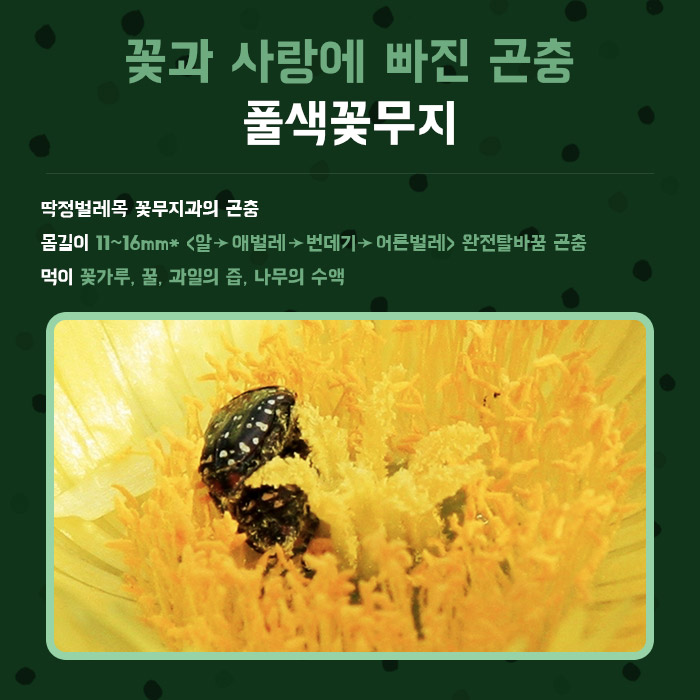 꽃과 사랑에 빠진 곤충
풀색꽃무지
딱정벌레목 꽃무지과의 곤충
몸길이 11~16mm* <알→애벌레→번데기→어른벌레> 완전탈바꿈 곤충
먹이 꽃가루, 꿀, 과일의 즙, 나무의 수액